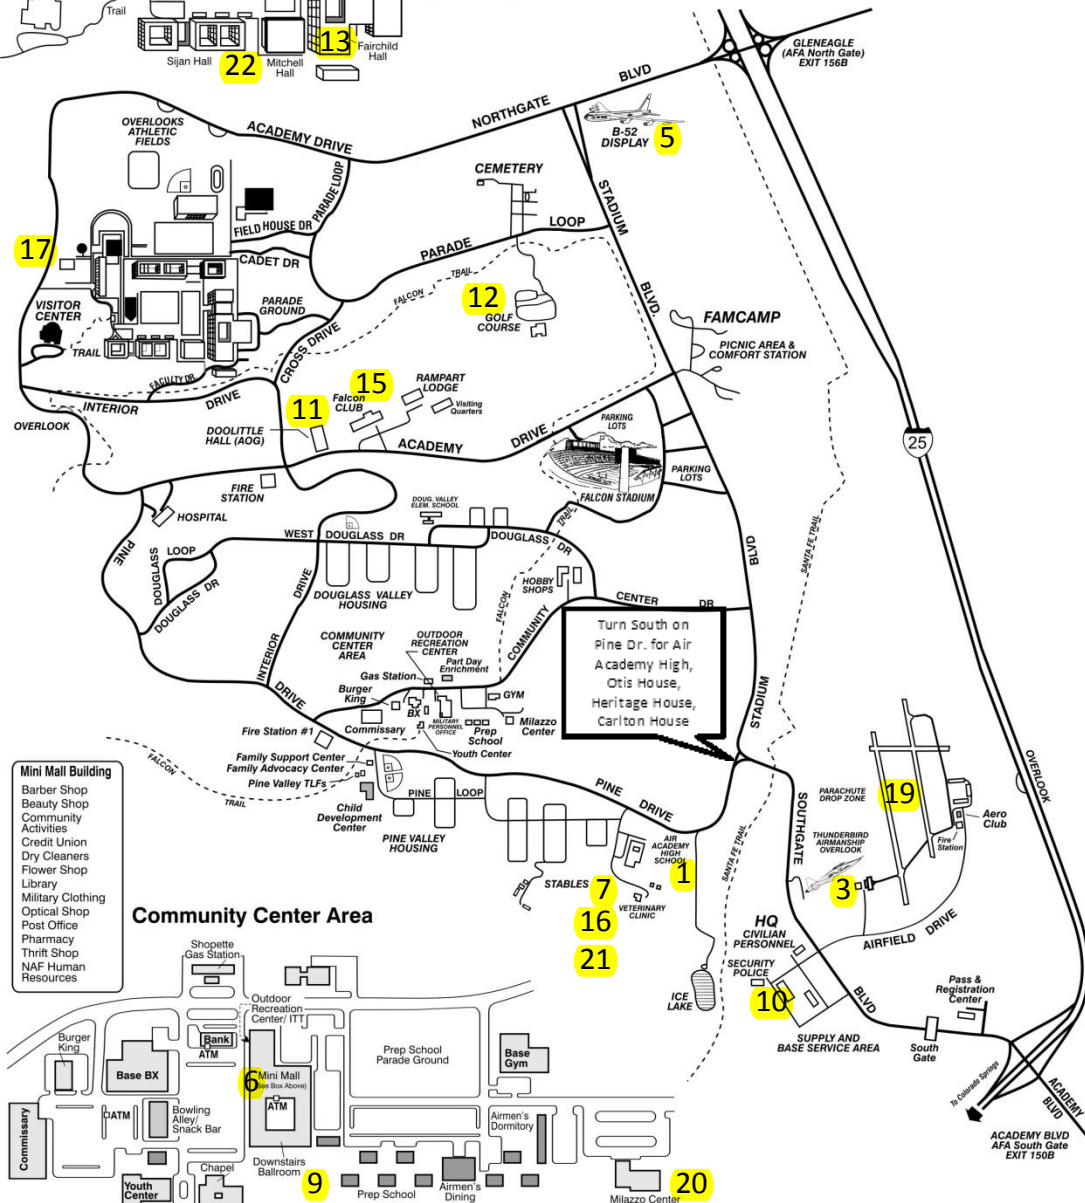 Trail
Sijan Hall
22
Mitchell
Hall
13
Fairchild
Hall
GLENEAGLE
(AFA North Gate)
EXIT 156B
NORTHGATE
BLVD
B-52
DISPLAY
5
OVERLOOKS
ATHLETIC
FIELDS
ACADEMY DRIVE
CEMETERY
STADIUM
BLVD.
PARADE LOOP
FIELD HOUSE DR
CADET DR
PARADE
LOOP
17
FALCON
TRAIL
12
GOLF
COURSE
VISITOR
CENTER
TRAIL
PARADE
GROUND
CROSS DRIVE
FAMCAMP
PICNIC AREA &
COMFORT STATION
FACULTY DR
INTERIOR
DRIVE
OVERLOOK
15
RAMPART
LODGE
Falcon
CLUB
Visiting
Quarters
11
DOOLITTLE
HALL (AOG)
ACADEMY
DRIVE
PARKING
LOTS
25
FALCON STADIUM
PARKING
LOTS
FIRE
STATION
HOSPITAL
PINE
DOUG. VALLEY
ELEM. SCHOOL
TRAIL
WEST
DOUGLASS DR
DOUGLASS DR
BLVD
SANTA FE TRAIL
DOUGLASS
LOOP
DOUGLASS DR
INTERIOR
DRIVE
DOUGLASS VALLEY
HOUSING
HOBBY
SHOPS
FALCON
COMMUNITY
CENTER
DR
COMMUNITY
CENTER
AREA
OUTDOOR
RECREATION
CENTER
Part Day
Enrichment
Gas Station
Turn South on
Pine Dr. for Air
Academy High,
Otis House,
Heritage House,
Carlton House
STADIUM
DRIVE
Burger
King
BX
GYM
Commissary
MILITARY
PERSONNEL
OFFICE
Prep
School
Milazzo
Center
Youth Center
Fire Station #1
Family Support Center
Family Advocacy Center
Pine Valley TLFs
FALCON
TRAIL
Child
Development
Center
PINE
LOOP
PINE VALLEY
HOUSING
PINE
DRIVE
SOUTHGATE
PARACHUTE
DROP ZONE
19
OVERLOOK
Aero
Club
Fire
Station
THUNDERBIRD
AIRMANSHIP
OVERLOOK
3
AIR
ACADEMY
HIGH
SCHOOL
1
SANTA FE TRAIL
STABLES
7
VETERINARY
CLINIC
16
21
HQ
CIVILIAN
PERSONNEL
AIRFIELD DRIVE
SECURITY
POLICE
10
ICE
LAKE
BLVD
SUPPLY AND
BASE SERVICE AREA
Pass &
Registration
Center
South
Gate
To Colorado Springs
ACADEMY
BLVD
ACADEMY BLVD
AFA South Gate
EXIT 150B
Mini Mall Building
Barber Shop
Beauty Shop
Community
Activities
Credit Union
Dry Cleaners
Flower Shop
Library
Military Clothing
Optical Shop
Post Office
Pharmacy
Thrift Shop
NAF Human
Resources
Community Center Area
Shopette
Gas Station
Outdoor
Recreation
Center/ ITT
Burger
King
Bank
ATM
Base BX
6
Mini Mall
(See Box Above)
ATM
Prep School
Parade Ground
Base
Gym
Commissary
ATM
Bowling
Alley/
Snack Bar
Airmen's
Dormitory
Chapel
Downstairs
Ballroom
9
Youth
Center
Prep School
Airmen's
Dining
20
Milazzo Center